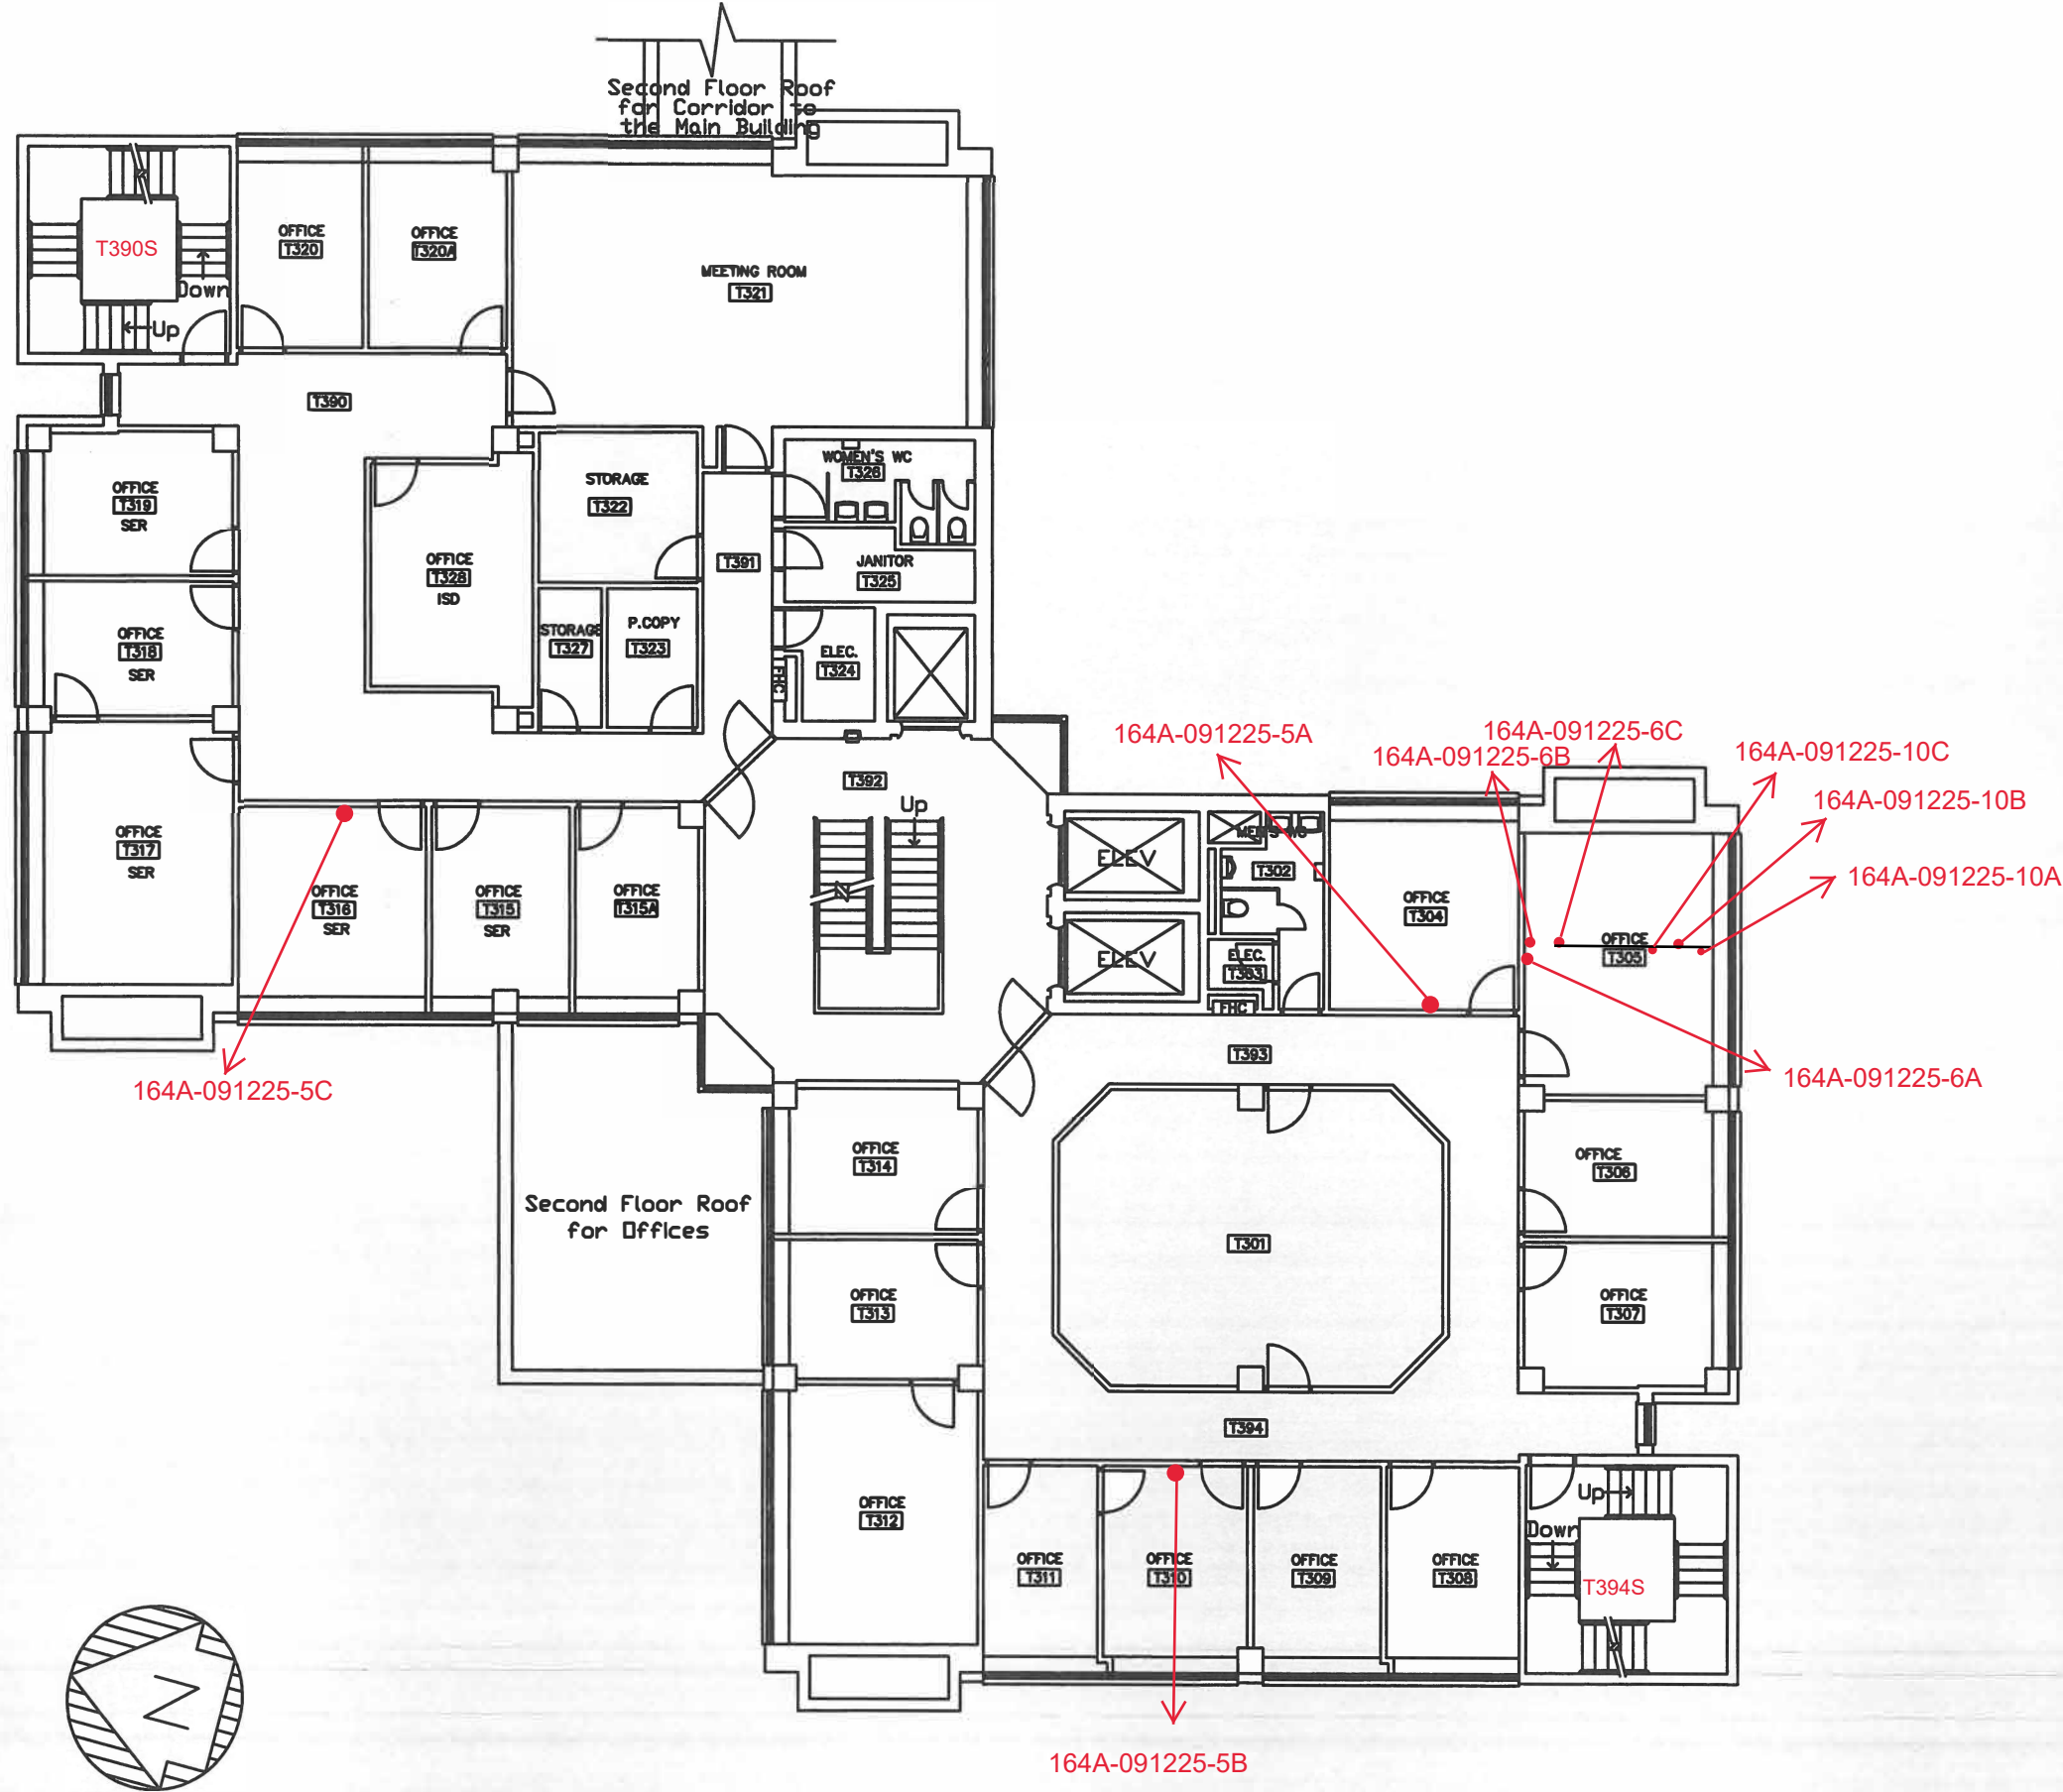 Second Floor Roof
for Corridor to
the Main Building
T390S
Down
Up
OFFICE
T320
OFFICE
T320A
MEETING ROOM
T321
T390
OFFICE
T319
SER
STORAGE
T322
WOMEN'S WC
T326
T391
JANITOR
T325
OFFICE
T328
ISD
OFFICE
T318
SER
STORAGE
T327
P.COPY
T323
ELEC.
T324
FHC
164A-091225-5A
164A-091225-6C
164A-091225-6B
164A-091225-10C
164A-091225-10B
164A-091225-10A
T392
Up
OFFICE
T317
SER
OFFICE
T316
SER
OFFICE
T315
SER
OFFICE
T315A
ELEV
ELEV
MEN'S WC
T302
ELEC.
T303
FHC
OFFICE
T304
OFFICE
T305
164A-091225-5C
T393
164A-091225-6A
OFFICE
T314
OFFICE
T306
Second Floor Roof
for Offices
T301
OFFICE
T313
OFFICE
T307
T394
OFFICE
T312
OFFICE
T311
OFFICE
T310
OFFICE
T309
OFFICE
T308
Up
Down
T394S
N
164A-091225-5B